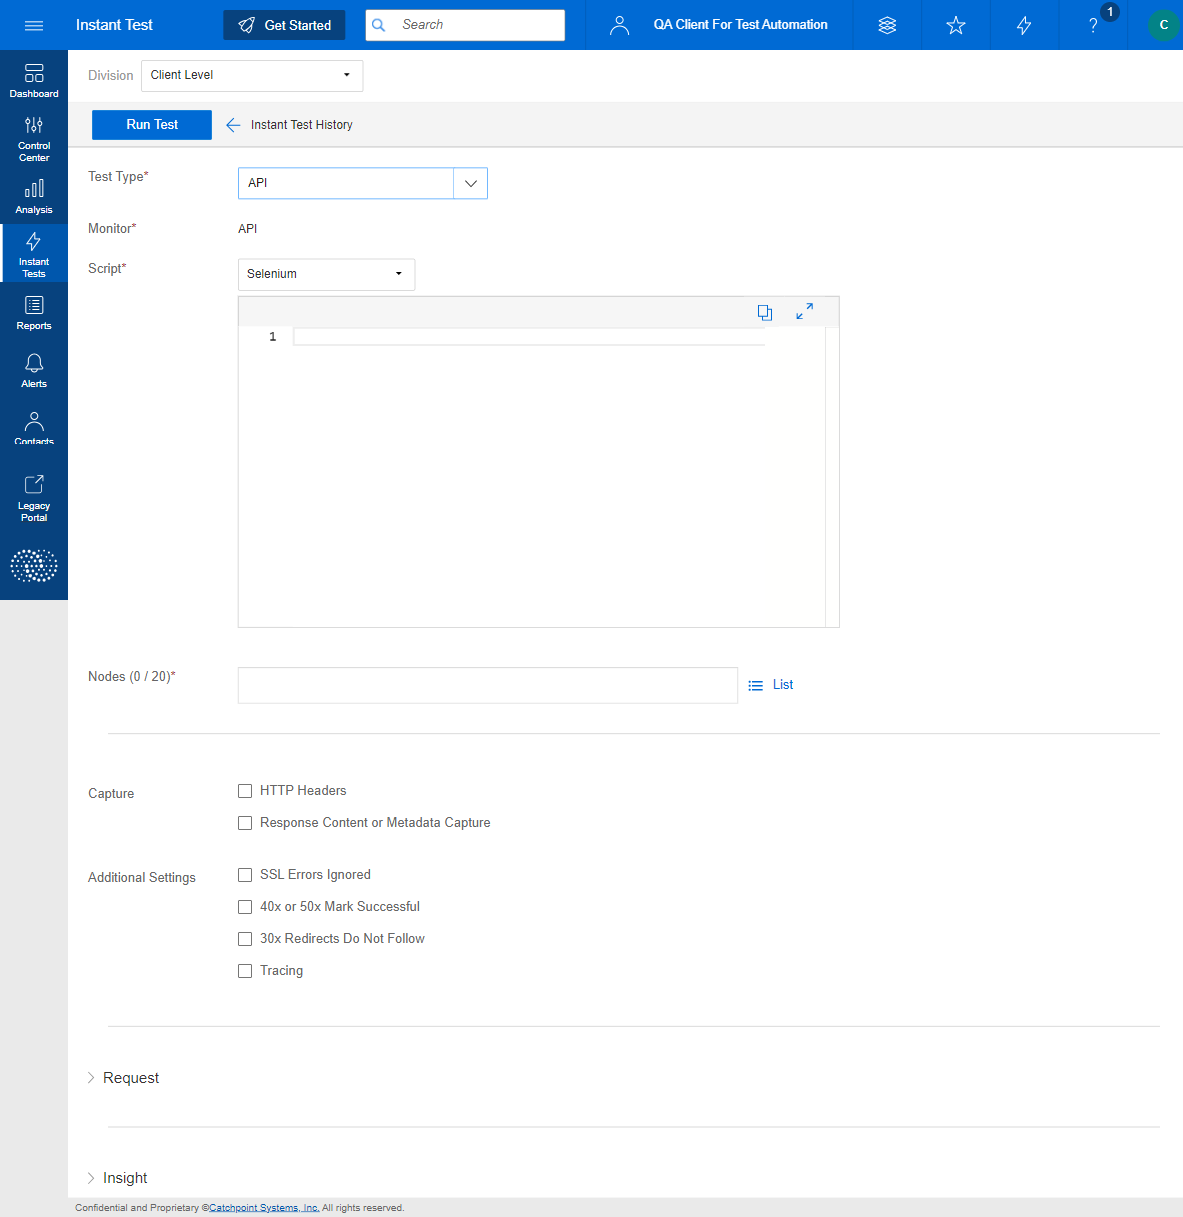 Instant Test
Get Started
Search
QA Client For Test Automation
?
1
C
Dashboard
Control
Center
Analysis
Instant
Tests
Reports
Alerts
Contacts
Legacy
Portal
Division
Client Level
Run Test
Instant Test History
Test Type*
API
Monitor*
API
Script*
Selenium
1
Nodes (0 / 20)*
List
Capture
HTTP Headers
Response Content or Metadata Capture
Additional Settings
SSL Errors Ignored
40x or 50x Mark Successful
30x Redirects Do Not Follow
Tracing
Request
Insight
Confidential and Proprietary ©Catchpoint Systems, Inc. All rights reserved.